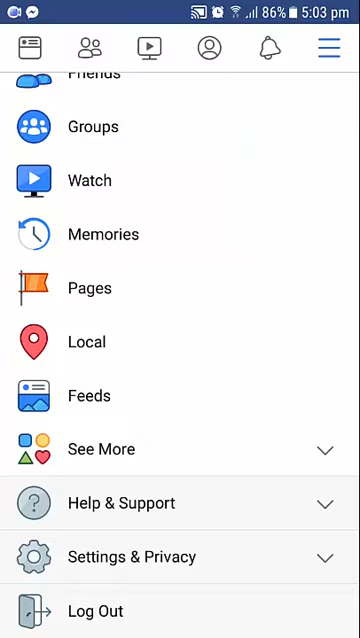 86% 5:03 pm
Friends
Groups
Watch
Memories
Pages
Local
Feeds
See More
Help & Support
Settings & Privacy
Log Out